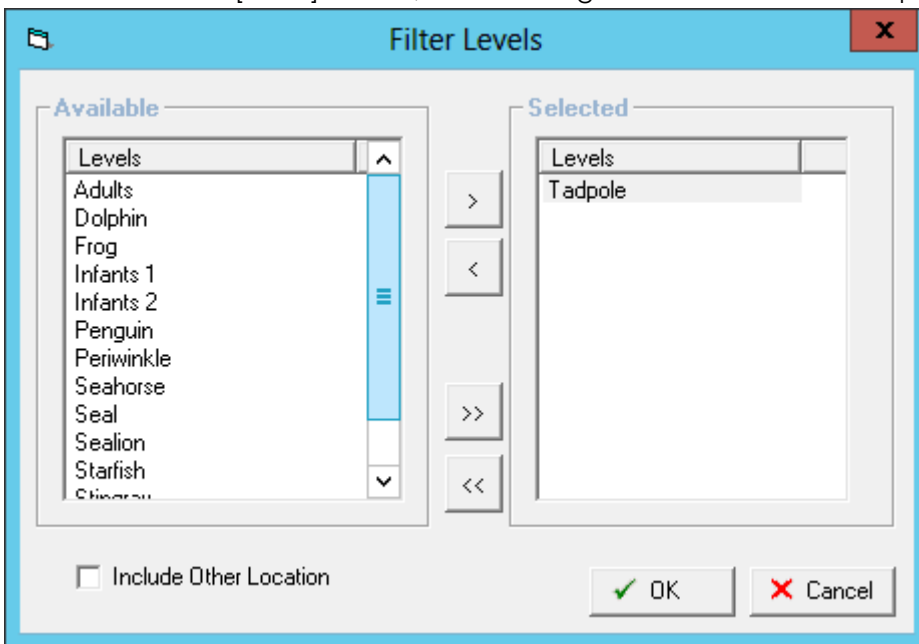 Filter Levels
x
Available
Levels
Adults
Dolphin
Frog
Infants 1
Infants 2
Penguin
Periwinkle
Seahorse
Seal
Sealion
Starfish
Stingray
>
<
>>
<<
Selected
Levels
Tadpole
Include Other Location
OK
Cancel